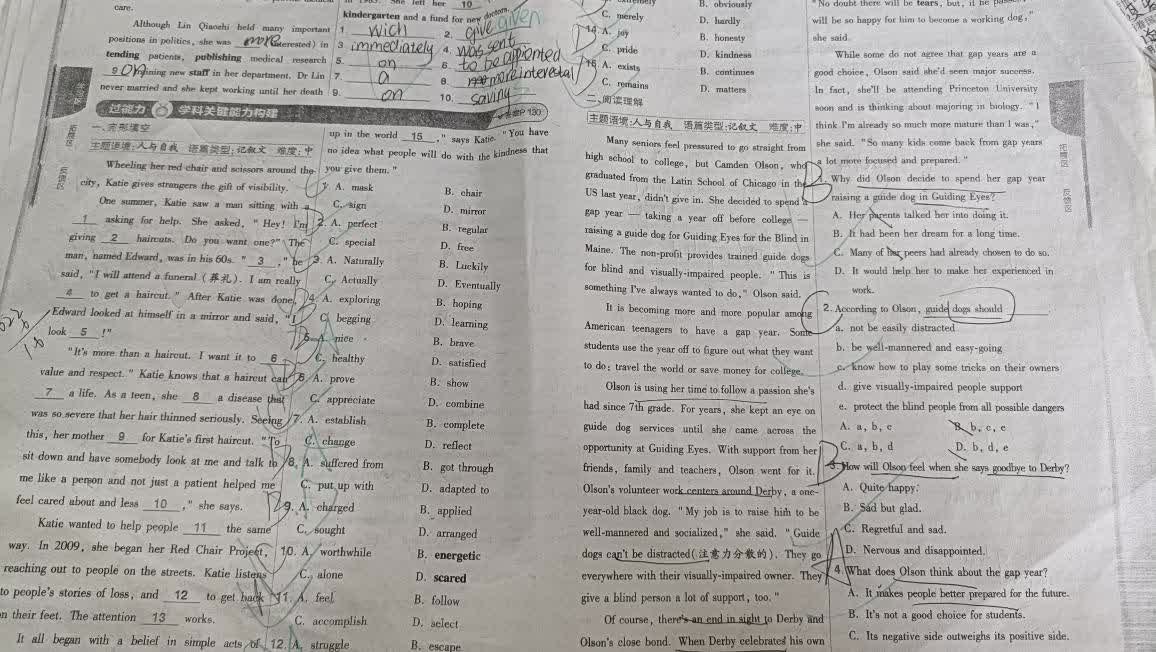 care.
Although Lin Qiaozhi held many important
positions in politics, she was more (interested) in
tending patients, publishing medical research
9 On training new staff in her department. Dr Lin
never married and she kept working until her death
kindergarten and a fund for new doctors.
1. Wich 2. give given
3. immediately 4. was sent
5. on 6. to be appionted
7. a 8. more interestal
9. on 10. saving
过能力 学科关键能力构建
P 130
一、完形填空
主题语境:人与自我 语篇类型:记叙文 难度:中
Wheeling her red chair and scissors around the
city, Katie gives strangers the gift of visibility.
One summer, Katie saw a man sitting with a
1 asking for help. She asked, "Hey! I'm
giving 2 haircuts. Do you want one?" The
man, named Edward, was in his 60s. " 3 ," he
said, "I will attend a funeral (葬礼). I am really
4 to get a haircut." After Katie was done,
Edward looked at himself in a mirror and said, "I
look 5 !"
"It's more than a haircut. I want it to 6
value and respect." Katie knows that a haircut can
7 a life. As a teen, she 8 a disease that
was so severe that her hair thinned seriously. Seeing
this, her mother 9 for Katie's first haircut. "To
sit down and have somebody look at me and talk to
me like a person and not just a patient helped me
feel cared about and less 10 ," she says.
Katie wanted to help people 11 the same
way. In 2009, she began her Red Chair Project,
reaching out to people on the streets. Katie listens
to people's stories of loss, and 12 to get back
on their feet. The attention 13 works.
It all began with a belief in simple acts of
up in the world 15 ," says Katie. "You have
no idea what people will do with the kindness that
you give them."
1. A. mask B. chair
C. sign D. mirror
2. A. perfect B. regular
C. special D. free
3. A. Naturally B. Luckily
C. Actually D. Eventually
4. A. exploring B. hoping
C. begging D. learning
5. A. nice B. brave
C. healthy D. satisfied
6. A. prove B. show
C. appreciate D. combine
7. A. establish B. complete
C. change D. reflect
8. A. suffered from B. got through
C. put up with D. adapted to
9. A. charged B. applied
C. sought D. arranged
10. A. worthwhile B. energetic
C. alone D. scared
11. A. feel B. follow
C. accomplish D. select
12. A. struggle B. escape
B. obviously
C. merely D. hardly
14. A. joy B. honesty
C. pride D. kindness
15. A. exists B. continues
C. remains D. matters
二、阅读理解
主题语境:人与自我 语篇类型:记叙文 难度:中
Many seniors feel pressured to go straight from
high school to college, but Camden Olson, who
graduated from the Latin School of Chicago in the
US last year, didn't give in. She decided to spend a
gap year — taking a year off before college —
raising a guide dog for Guiding Eyes for the Blind in
Maine. The non-profit provides trained guide dogs
for blind and visually-impaired people. "This is
something I've always wanted to do," Olson said.
It is becoming more and more popular among
American teenagers to have a gap year. Some
students use the year off to figure out what they want
to do; travel the world or save money for college.
Olson is using her time to follow a passion she's
had since 7th grade. For years, she kept an eye on
guide dog services until she came across the
opportunity at Guiding Eyes. With support from her
friends, family and teachers, Olson went for it.
Olson's volunteer work centers around Derby, a one-
year-old black dog. "My job is to raise him to be
well-mannered and socialized," she said. "Guide
dogs can't be distracted(注意力分散的). They go
everywhere with their visually-impaired owner. They
give a blind person a lot of support, too."
Of course, there's an end in sight to Derby and
Olson's close bond. When Derby celebrates his own
"No doubt there will be tears, but, if he
will be so happy for him to become a working dog,"
she said.
While some do not agree that gap years are a
good choice, Olson said she'd seen major success.
In fact, she'll be attending Princeton University
soon and is thinking about majoring in biology. "I
think I'm already so much more mature than I was,"
she said. "So many kids come back from gap years
a lot more focused and prepared."
1. Why did Olson decide to spend her gap year
raising a guide dog in Guiding Eyes?
A. Her parents talked her into doing it.
B. It had been her dream for a long time.
C. Many of her peers had already chosen to do so.
D. It would help her to make her experienced in
work.
2. According to Olson, guide dogs should
a. not be easily distracted
b. be well-mannered and easy-going
c. know how to play some tricks on their owners
d. give visually-impaired people support
e. protect the blind people from all possible dangers
A. a, b, c B. b, c, e
C. a, b, d D. b, d, e
3. How will Olson feel when she says goodbye to Derby?
A. Quite happy.
B. Sad but glad.
C. Regretful and sad.
D. Nervous and disappointed.
4. What does Olson think about the gap year?
A. It makes people better prepared for the future.
B. It's not a good choice for students.
C. Its negative side outweighs its positive side.